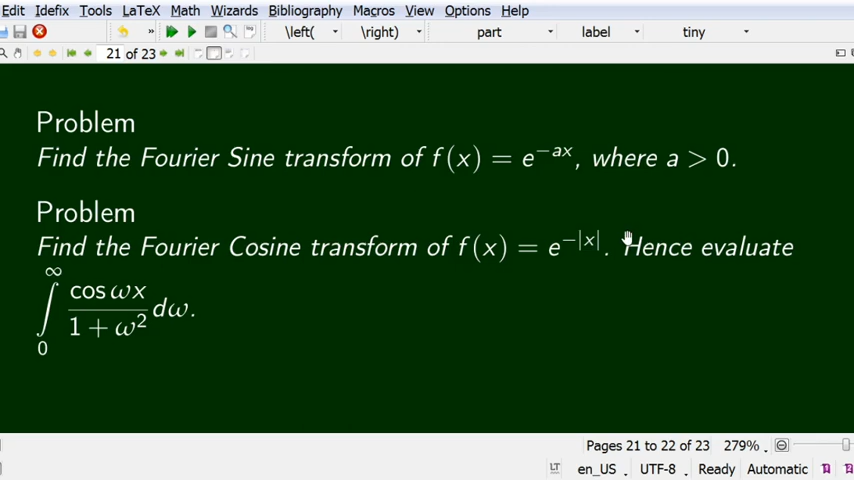 Edit Idefix Tools LaTeX Math Wizards Bibliography Macros View Options Help
» \left( \right) part label tiny
21 of 23
Problem
Find the Fourier Sine transform of f(x) = e^{-ax}, where a > 0.
Problem
Find the Fourier Cosine transform of f(x) = e^{-|x|}. Hence evaluate
∫_0^∞ \frac{cos ωx}{1 + ω^2} dω.
Pages 21 to 22 of 23 279%
LT en_US UTF-8 Ready Automatic